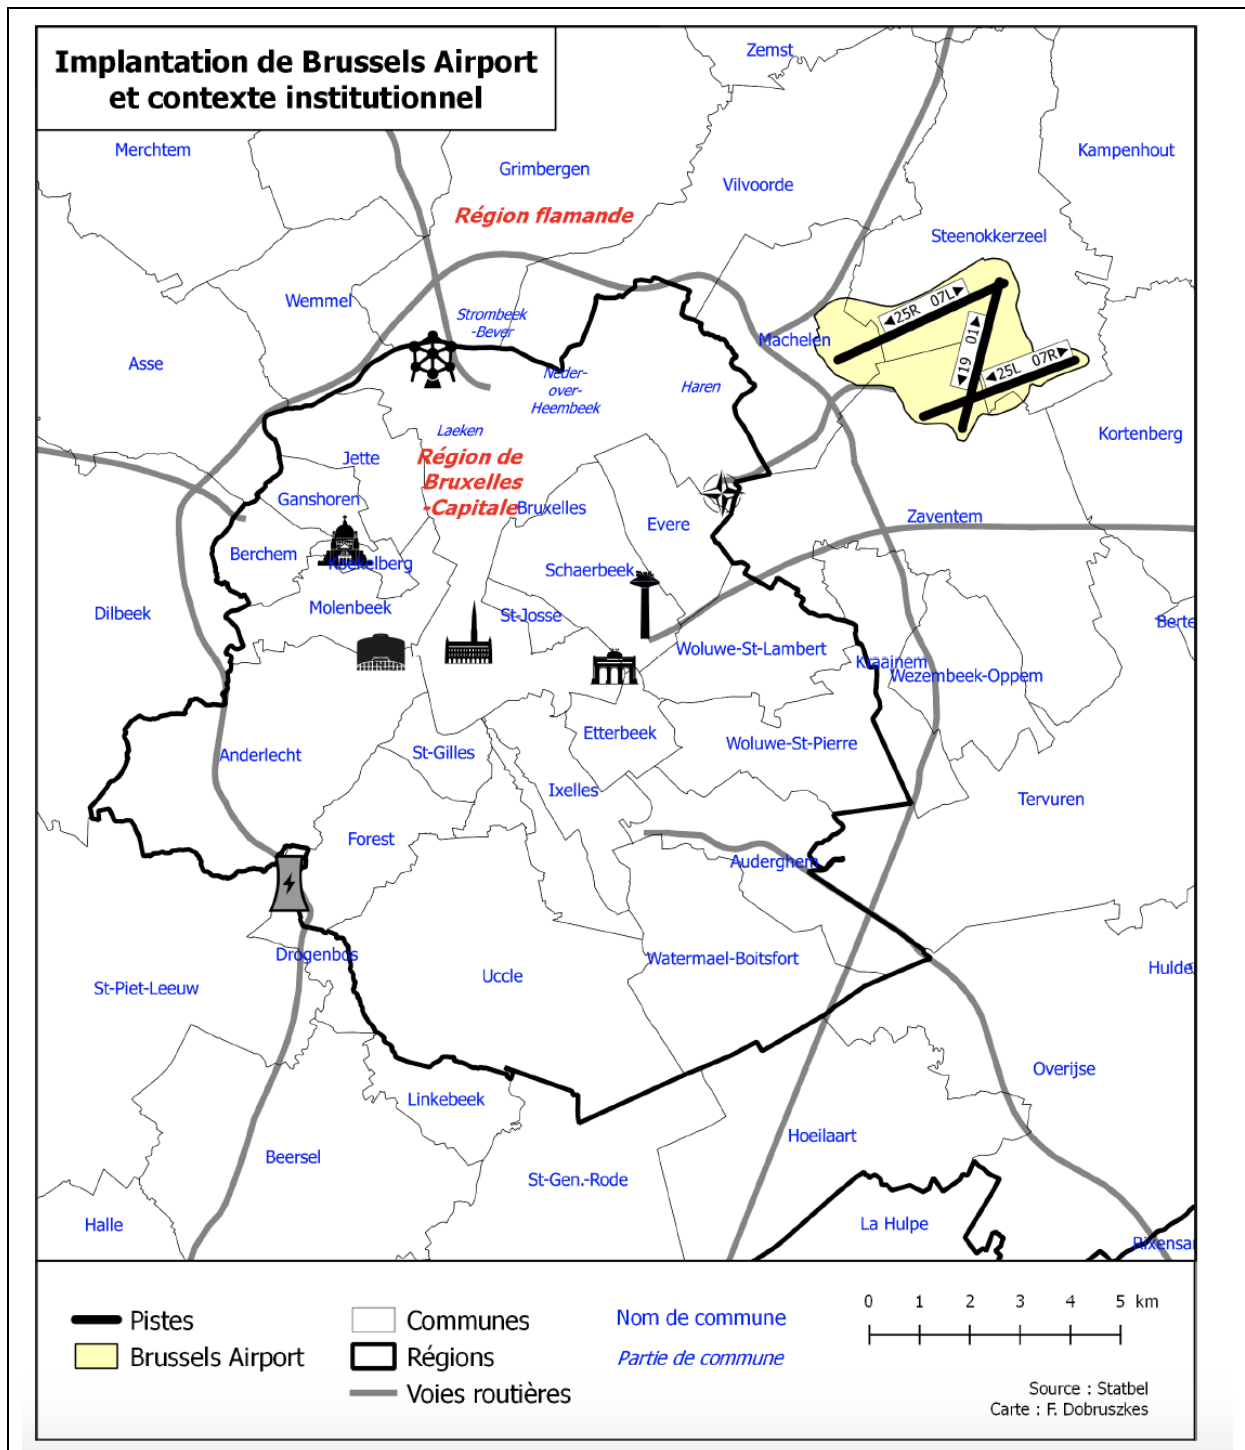 Implantation de Brussels Airport
et contexte institutionnel
Zemst
Merchtem
Kampenhout
Grimbergen
Vilvoorde
Région flamande
Steenokkerzeel
Wemmel
25R 07L
Strombeek
-Bever
19 01
Machelen
Asse
25L 07R
Neder-
over-
Heembeek
Haren
Laeken
Kortenberg
Jette
Région de
Bruxelles
-Capitale
Ganshoren
Bruxelles
Evere
Zaventem
Berchem
Koekelberg
Schaerbeek
Molenbeek
Dilbeek
St-Josse
Berte
Woluwe-St-Lambert
Kraainem
Wezembeek-Oppem
Etterbeek
Woluwe-St-Pierre
Anderlecht
St-Gilles
Ixelles
Tervuren
Forest
Auderghem
Drogenbos
Watermael-Boitsfort
Hulde
Uccle
St-Piet-Leeuw
Overijse
Linkebeek
Hoeilaart
Beersel
St-Gen.-Rode
Halle
La Hulpe
Rixensar
Pistes
Brussels Airport
Communes
Régions
Voies routières
Nom de commune
Partie de commune
0 1 2 3 4 5 km
Source : Statbel
Carte : F. Dobruszkes